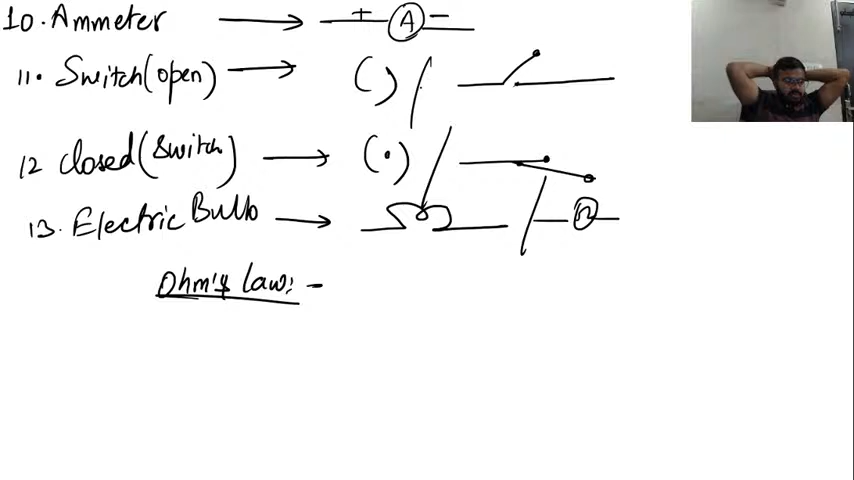 10. Ammeter → + A -
11. Switch (open) → ( ) /
12 Closed (Switch) → (•) /
13. Electric Bulb → /
Ohm's law: -